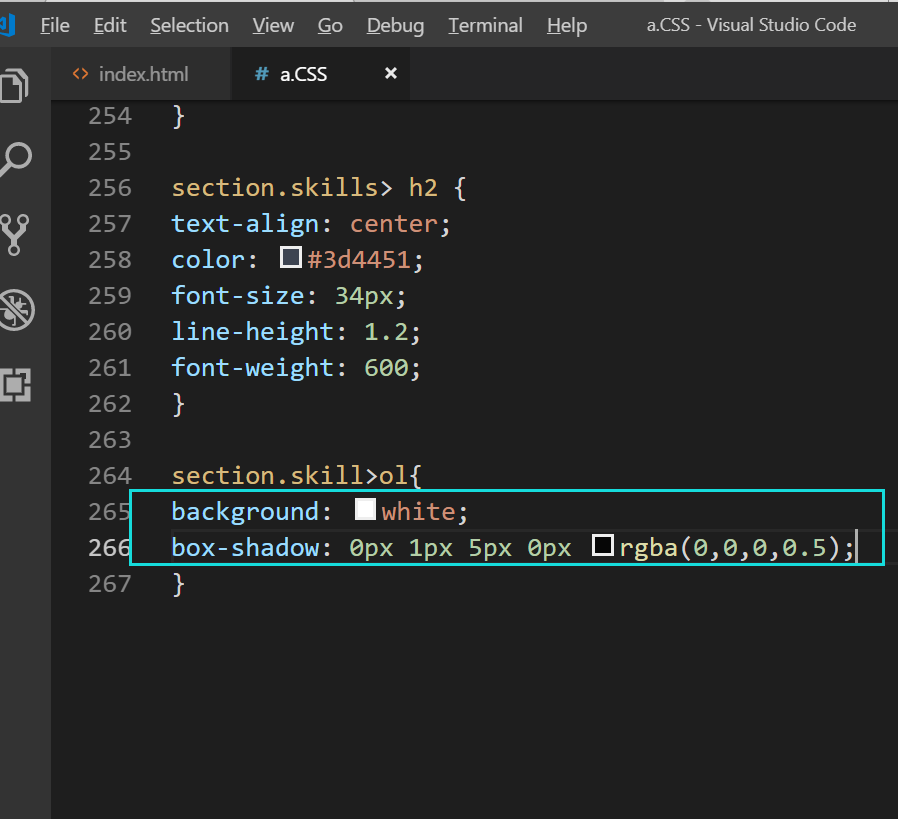 File Edit Selection View Go Debug Terminal Help a.CSS - Visual Studio Code
<> index.html # a.CSS ×
254 }
255
256 section.skills> h2 {
257 text-align: center;
258 color: #3d4451;
259 font-size: 34px;
260 line-height: 1.2;
261 font-weight: 600;
262 }
263
264 section.skill>ol{
265 background: white;
266 box-shadow: 0px 1px 5px 0px rgba(0,0,0,0.5);
267 }